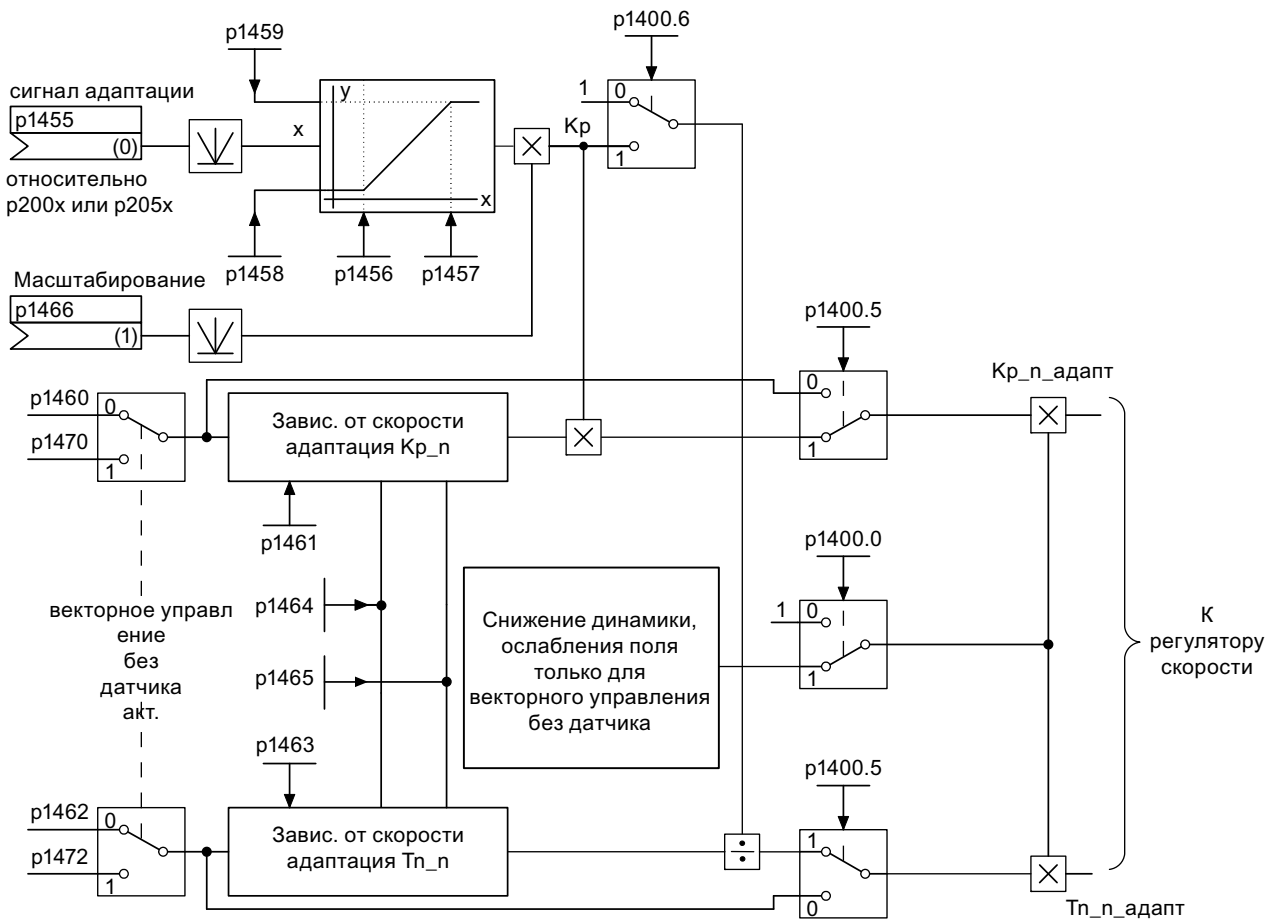 p1400.6
p1459
сигнал адаптации
p1455
(0)
относительно
p200x или p205x
x
y
x
Kp
1
0
1
p1458
p1456
p1457
Масштабирование
p1466
(1)
p1400.5
0
1
Kp_n_адапт
p1460
0
p1470
1
Завис. от скорости
адаптация Kp_n
p1461
p1400.0
1
0
1
векторное управл
ение
без
датчика
акт.
p1464
p1465
Снижение динамики,
ослабления поля
только для
векторного управления
без датчика
К
регулятору
скорости
p1463
p1400.5
p1462
0
p1472
1
Завис. от скорости
адаптация Tn_n
1
0
Tn_n_адапт